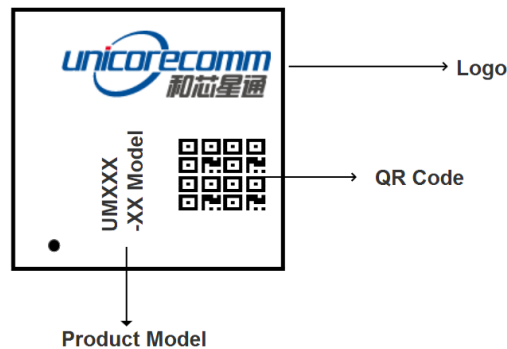 unicorecomm
和芯星通
Logo
UMXXX
-XX Model
QR Code
Product Model